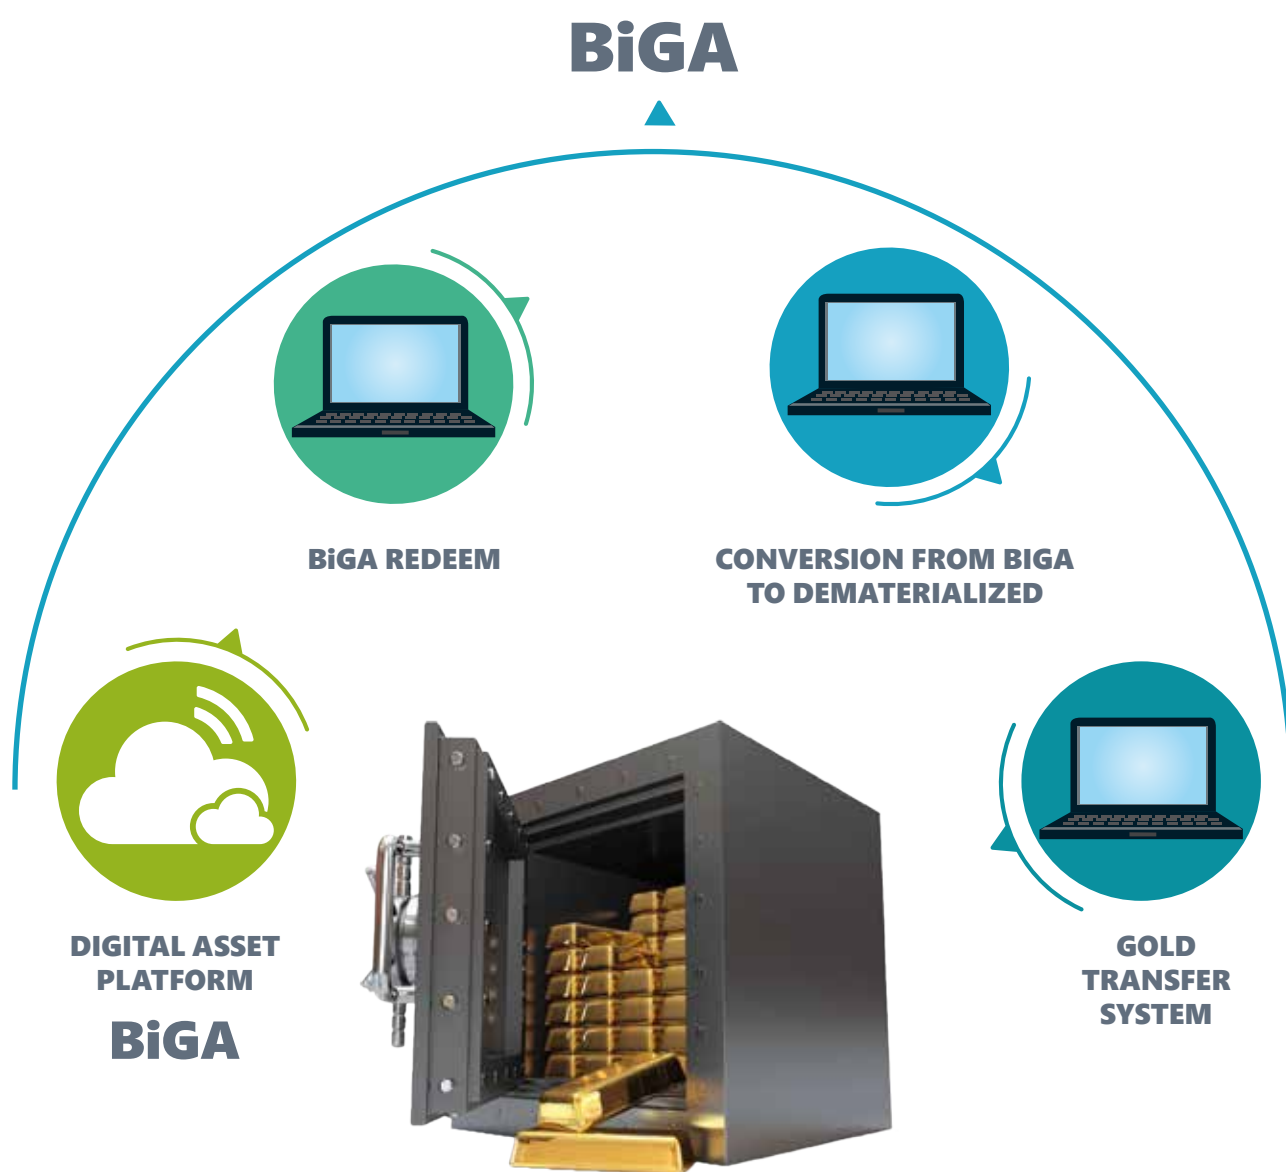 BiGA
BiGA REDEEM
CONVERSION FROM BIGA
TO DEMATERIALIZED
DIGITAL ASSET
PLATFORM
BiGA
GOLD
TRANSFER
SYSTEM